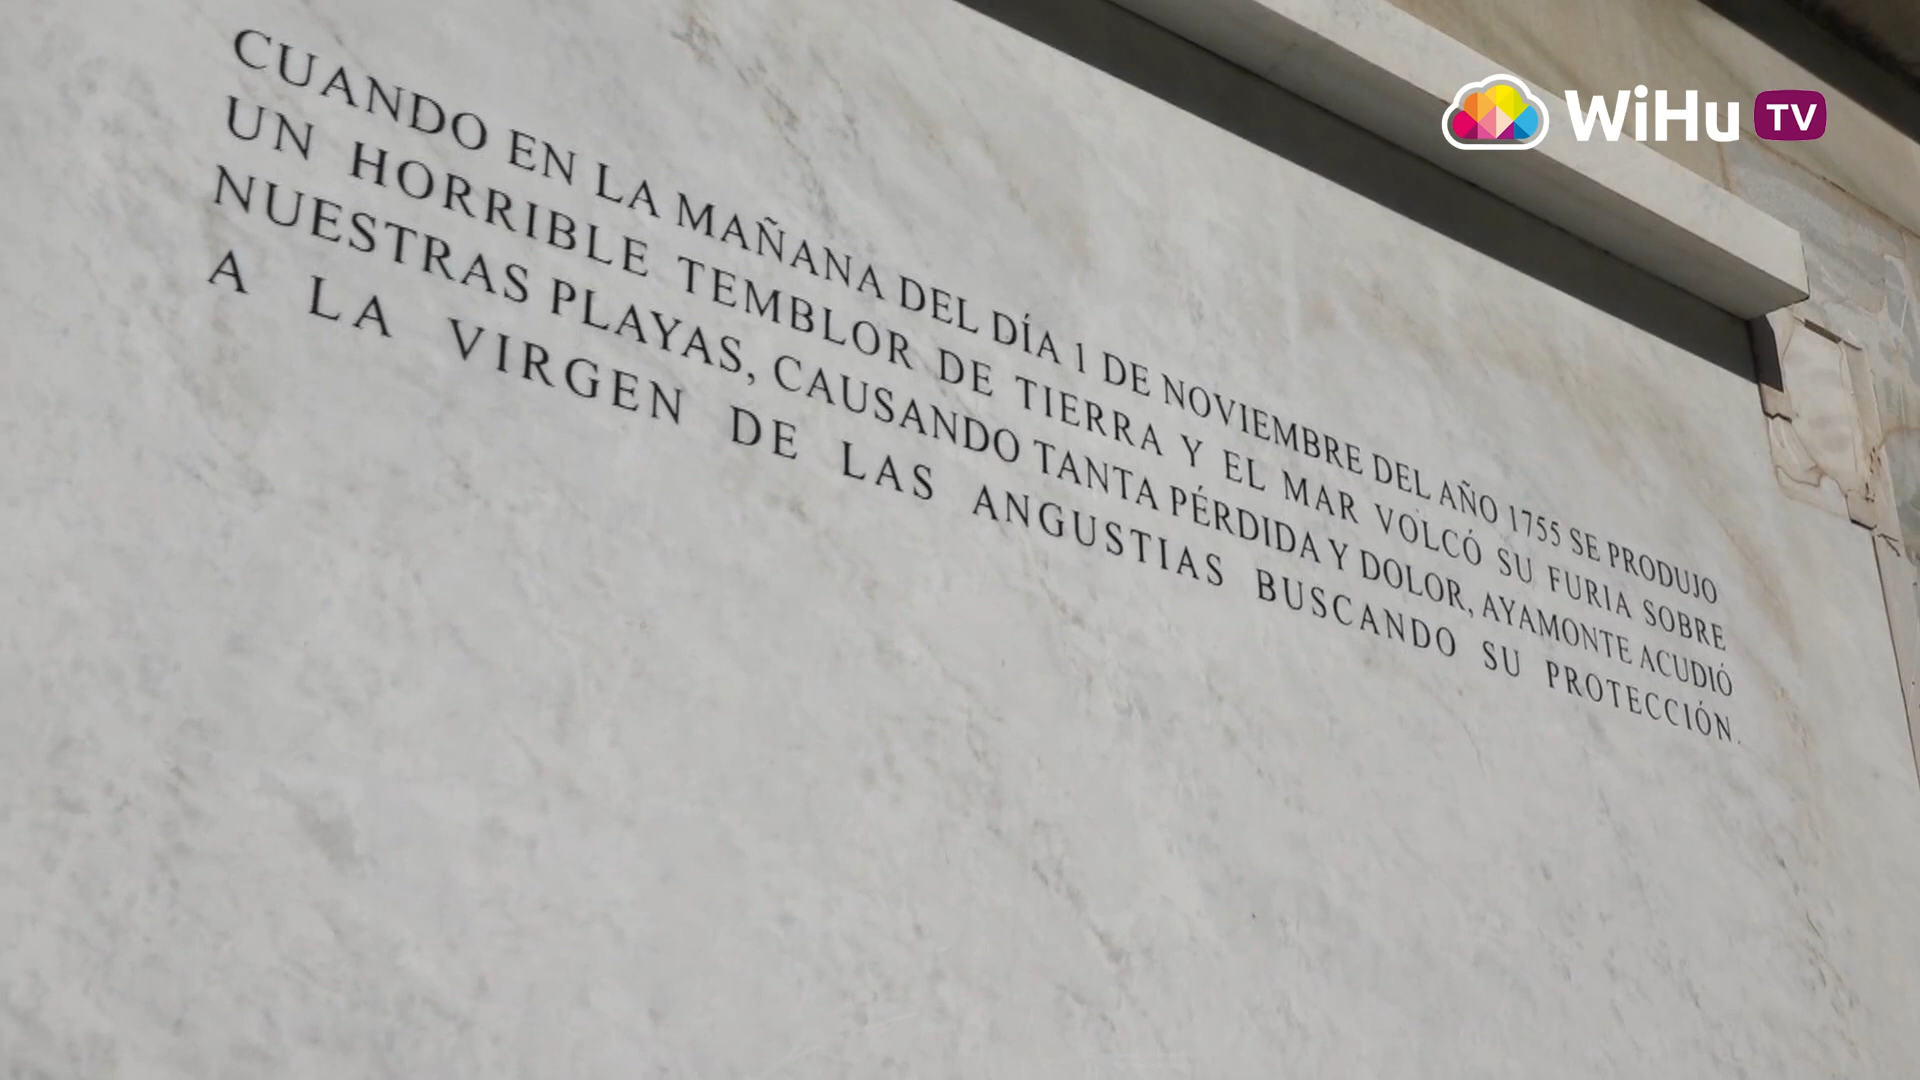 CUANDO EN LA MAÑANA DEL DÍA 1 DE NOVIEMBRE DEL AÑO 1755 SE PRODUJO
UN HORRIBLE TEMBLOR DE TIERRA Y EL MAR VOLCÓ SU FURIA SOBRE
NUESTRAS PLAYAS, CAUSANDO TANTA PÉRDIDA Y DOLOR, AYAMONTE ACUDIÓ
A LA VIRGEN DE LAS ANGUSTIAS BUSCANDO SU PROTECCIÓN.
WiHu TV